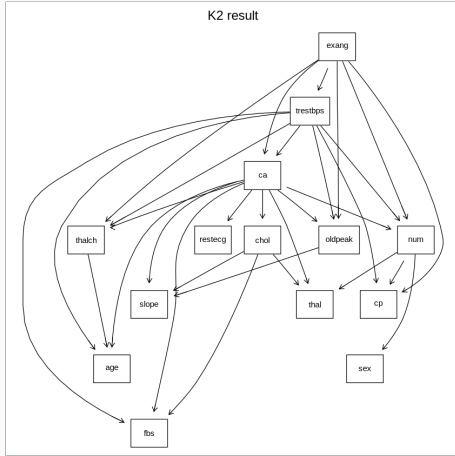 K2 result
exang
trestbps
ca
thalch
restecg
chol
oldpeak
num
slope
thal
cp
age
sex
fbs